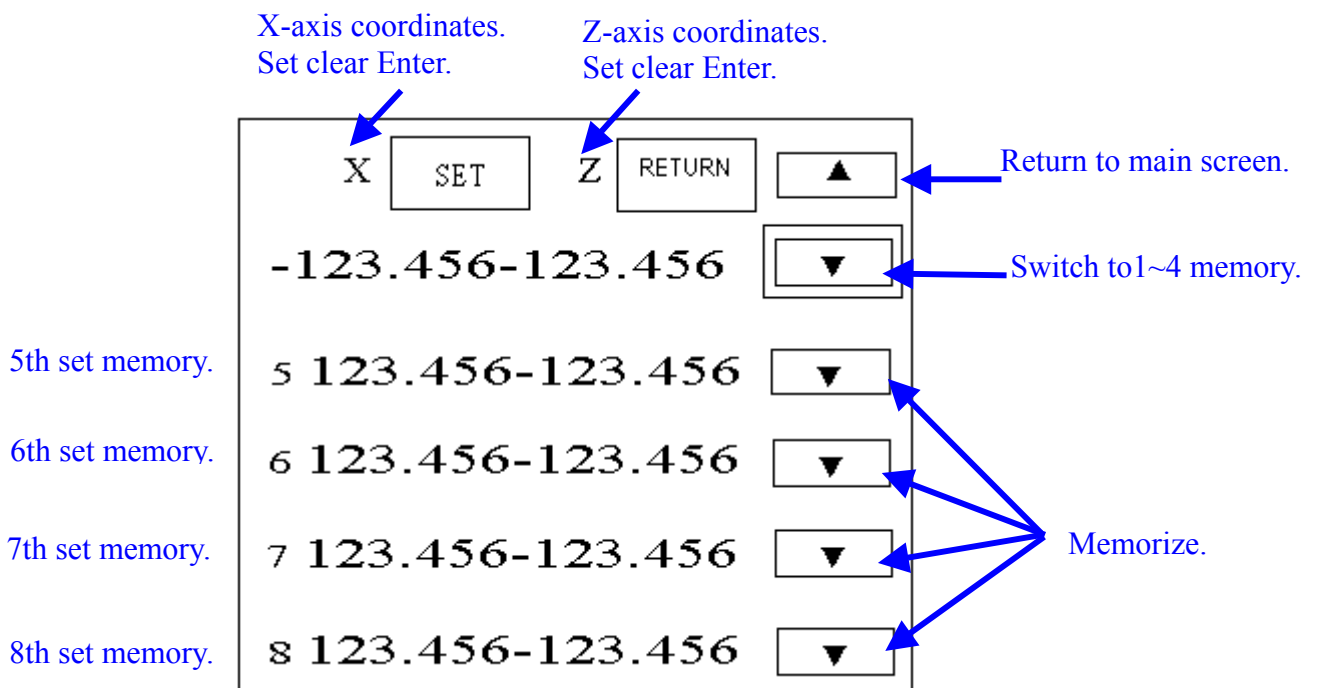 X-axis coordinates.
Set clear Enter.
Z-axis coordinates.
Set clear Enter.
X SET Z RETURN ▲
Return to main screen.
-123.456-123.456 ▼
Switch to1~4 memory.
5th set memory.
5 123.456-123.456 ▼
6th set memory.
6 123.456-123.456 ▼
7th set memory.
7 123.456-123.456 ▼
Memorize.
8th set memory.
8 123.456-123.456 ▼